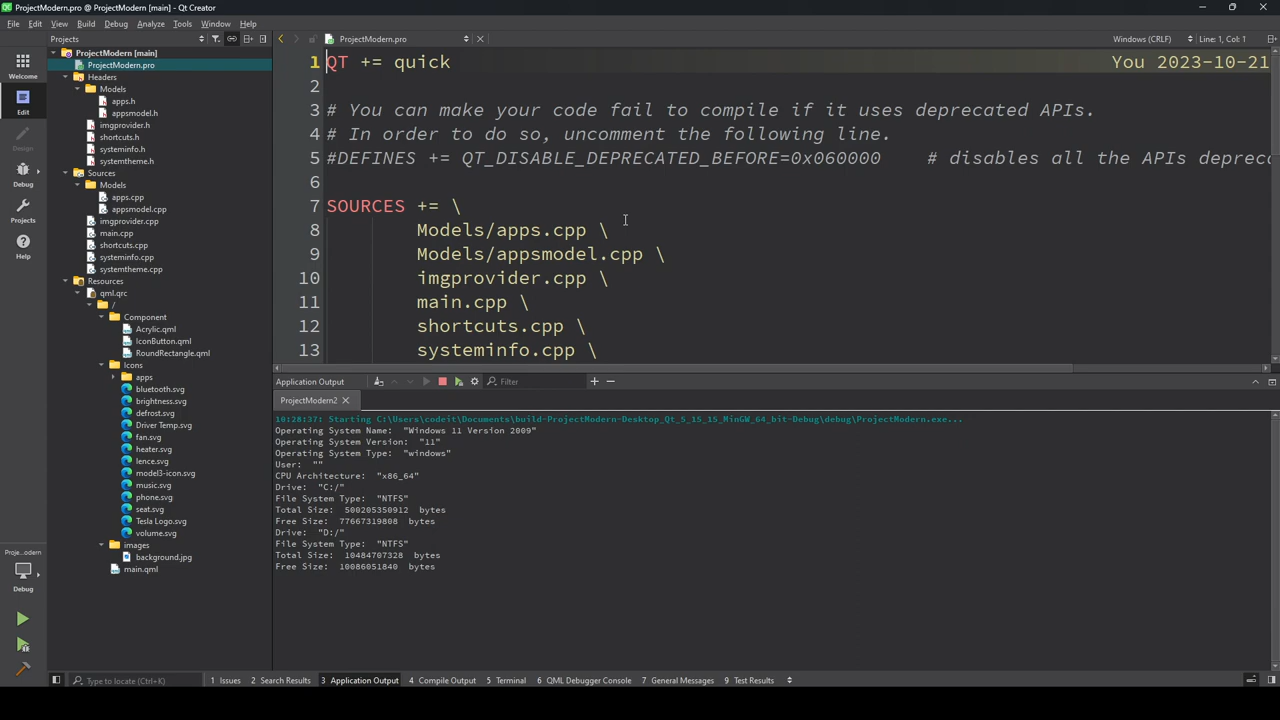 ProjectModern.pro @ ProjectModern [main] - Qt Creator
File Edit View Build Debug Analyze Tools Window Help
Projects
ProjectModern.pro
Windows (CRLF)
Line: 1, Col: 1
Welcome
Edit
Design
Debug
Projects
Help
Proje...odern
Debug
ProjectModern [main]
ProjectModern.pro
Headers
Models
apps.h
appsmodel.h
imgprovider.h
shortcuts.h
systeminfo.h
systemtheme.h
Sources
Models
apps.cpp
appsmodel.cpp
imgprovider.cpp
main.cpp
shortcuts.cpp
systeminfo.cpp
systemtheme.cpp
Resources
qml.qrc
/
Component
Acrylic.qml
IconButton.qml
RoundRectangle.qml
Icons
apps
bluetooth.svg
brightness.svg
defrost.svg
Driver Temp.svg
fan.svg
heater.svg
lence.svg
model3-icon.svg
music.svg
phone.svg
seat.svg
Tesla Logo.svg
volume.svg
images
background.jpg
main.qml
1 QT += quick You 2023-10-21
2
3 # You can make your code fail to compile if it uses deprecated APIs.
4 # In order to do so, uncomment the following line.
5 #DEFINES += QT_DISABLE_DEPRECATED_BEFORE=0x060000 # disables all the APIs depreca
6
7 SOURCES += \
8 Models/apps.cpp \
9 Models/appsmodel.cpp \
10 imgprovider.cpp \
11 main.cpp \
12 shortcuts.cpp \
13 systeminfo.cpp \
Application Output
Filter
ProjectModern2
10:28:37: Starting C:\Users\codeit\Documents\build-ProjectModern-Desktop_Qt_5_15_15_MinGW_64_bit-Debug\debug\ProjectModern.exe...
Operating System Name: "Windows 11 Version 2009"
Operating System Version: "11"
Operating System Type: "windows"
User: ""
CPU Architecture: "x86_64"
Drive: "C:/"
File System Type: "NTFS"
Total Size: 500205350912 bytes
Free Size: 77667319808 bytes
Drive: "D:/"
File System Type: "NTFS"
Total Size: 10484707328 bytes
Free Size: 10086051840 bytes
Type to locate (Ctrl+K)
1 Issues 2 Search Results 3 Application Output 4 Compile Output 5 Terminal 6 QML Debugger Console 7 General Messages 9 Test Results